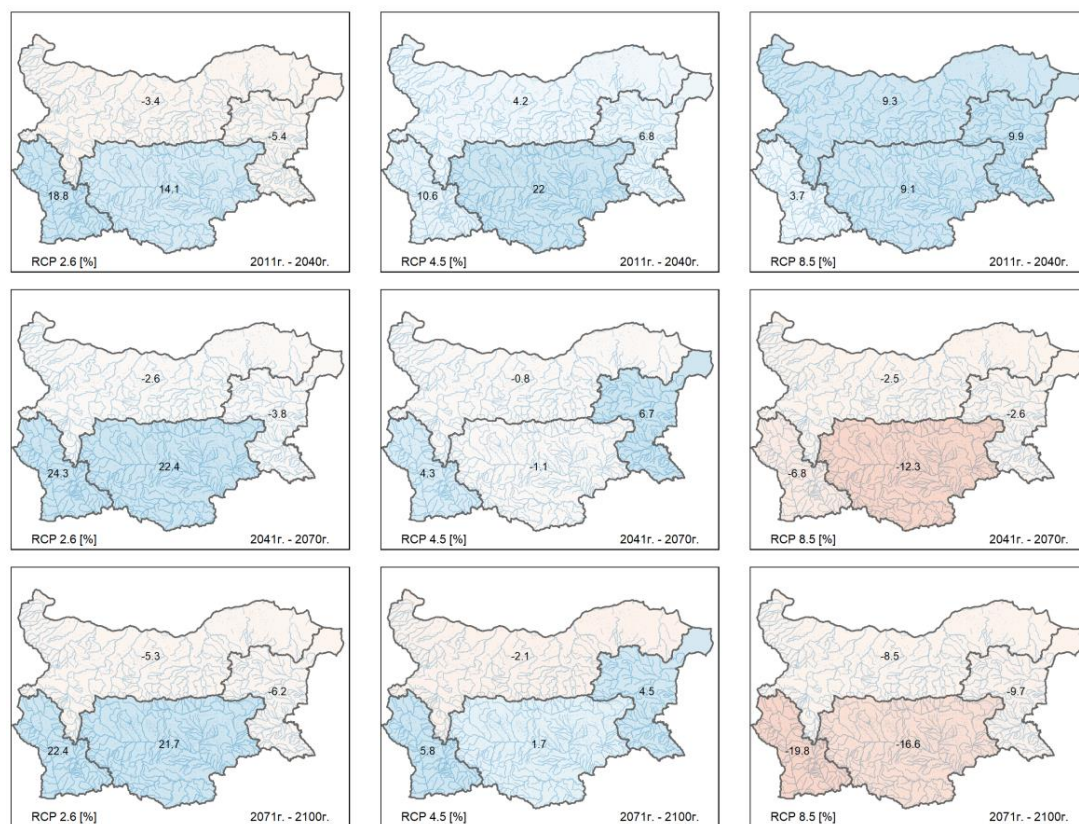 -3.4
-5.4
18.8
14.1
RCP 2.6 [%]
2011г. - 2040г.
4.2
6.8
10.6
22
RCP 4.5 [%]
2011г. - 2040г.
9.3
9.9
3.7
9.1
RCP 8.5 [%]
2011г. - 2040г.
-2.6
-3.8
24.3
22.4
RCP 2.6 [%]
2041г. - 2070г.
-0.8
6.7
4.3
-1.1
RCP 4.5 [%]
2041г. - 2070г.
-2.5
-2.6
-6.8
-12.3
RCP 8.5 [%]
2041г. - 2070г.
-5.3
-6.2
22.4
21.7
RCP 2.6 [%]
2071г. - 2100г.
-2.1
4.5
5.8
1.7
RCP 4.5 [%]
2071г. - 2100г.
-8.5
-9.7
-19.8
-16.6
RCP 8.5 [%]
2071г. - 2100г.